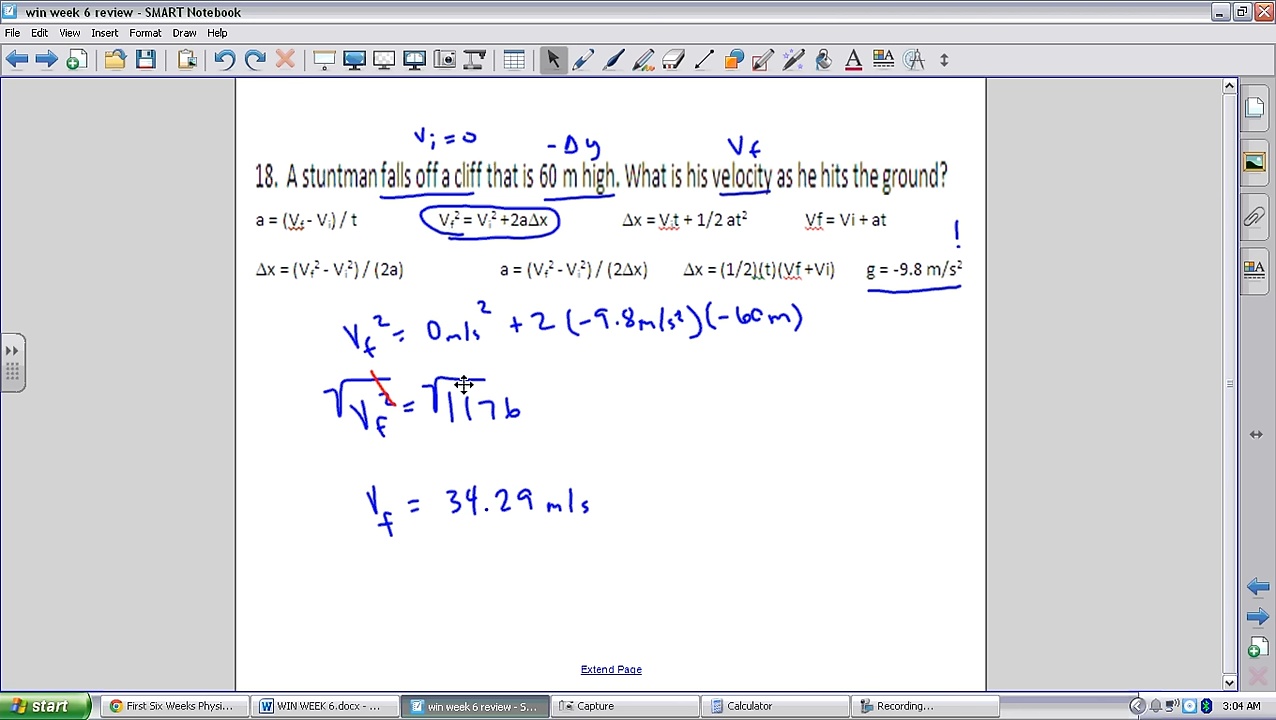 win week 6 review - SMART Notebook
File Edit View Insert Format Draw Help
Vi = 0 -Δy Vf
18. A stuntman falls off a cliff that is 60 m high. What is his velocity as he hits the ground?
a = (Vf - Vi) / t Vf² = Vi² +2aΔx Δx = Vit + 1/2 at² Vf = Vi + at !
Δx = (Vf² - Vi²) / (2a) a = (Vf² - Vi²) / (2Δx) Δx = (1/2)(t)(Vf +Vi) g = -9.8 m/s²
Vf² = 0 m/s² + 2 (-9.8 m/s²)(-60 m)
√Vf² = √1176
Vf = 34.29 m/s
Extend Page
start First Six Weeks Physi... WIN WEEK 6.docx - ... win week 6 review - S... Capture Calculator Recording... 3:04 AM